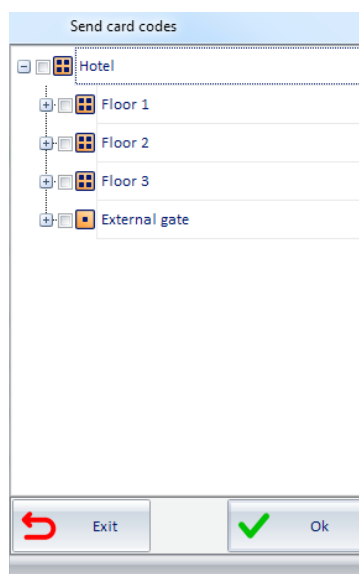 Send card codes
Hotel
Floor 1
Floor 2
Floor 3
External gate
Exit
Ok